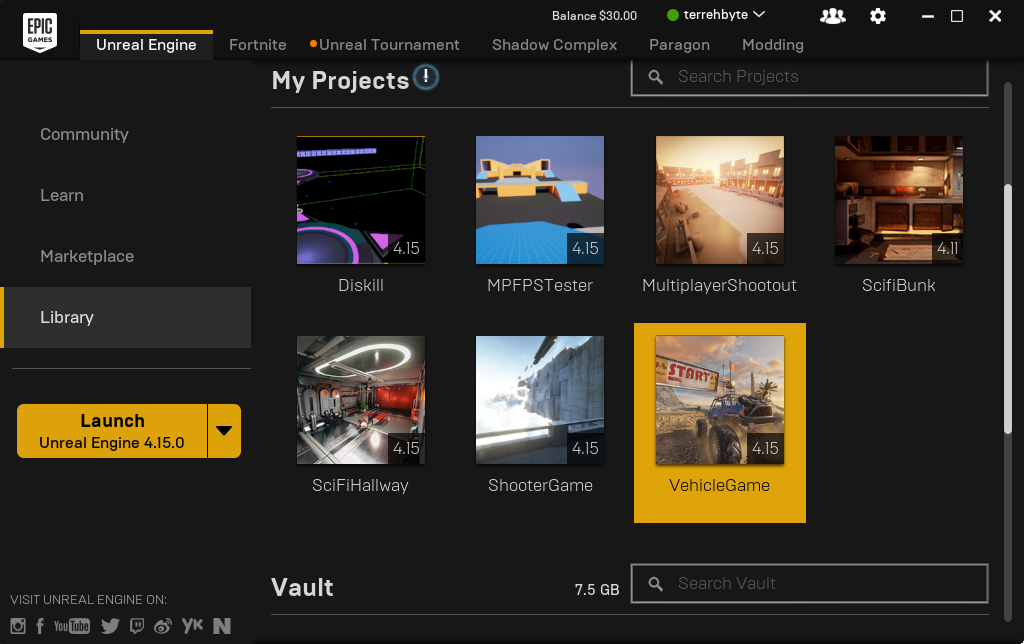 EPIC
GAMES
Balance $30.00
terrehbyte
Unreal Engine
Fortnite
Unreal Tournament
Shadow Complex
Paragon
Modding
My Projects
!
Search Projects
Community
Learn
Marketplace
Library
Launch
Unreal Engine 4.15.0
4.15
4.15
4.15
4.11
Diskill
MPFPSTester
MultiplayerShootout
ScifiBunk
START
4.15
4.15
4.15
SciFiHallway
ShooterGame
VehicleGame
Vault
7.5 GB
Search Vault
VISIT UNREAL ENGINE ON:
f
YouTube